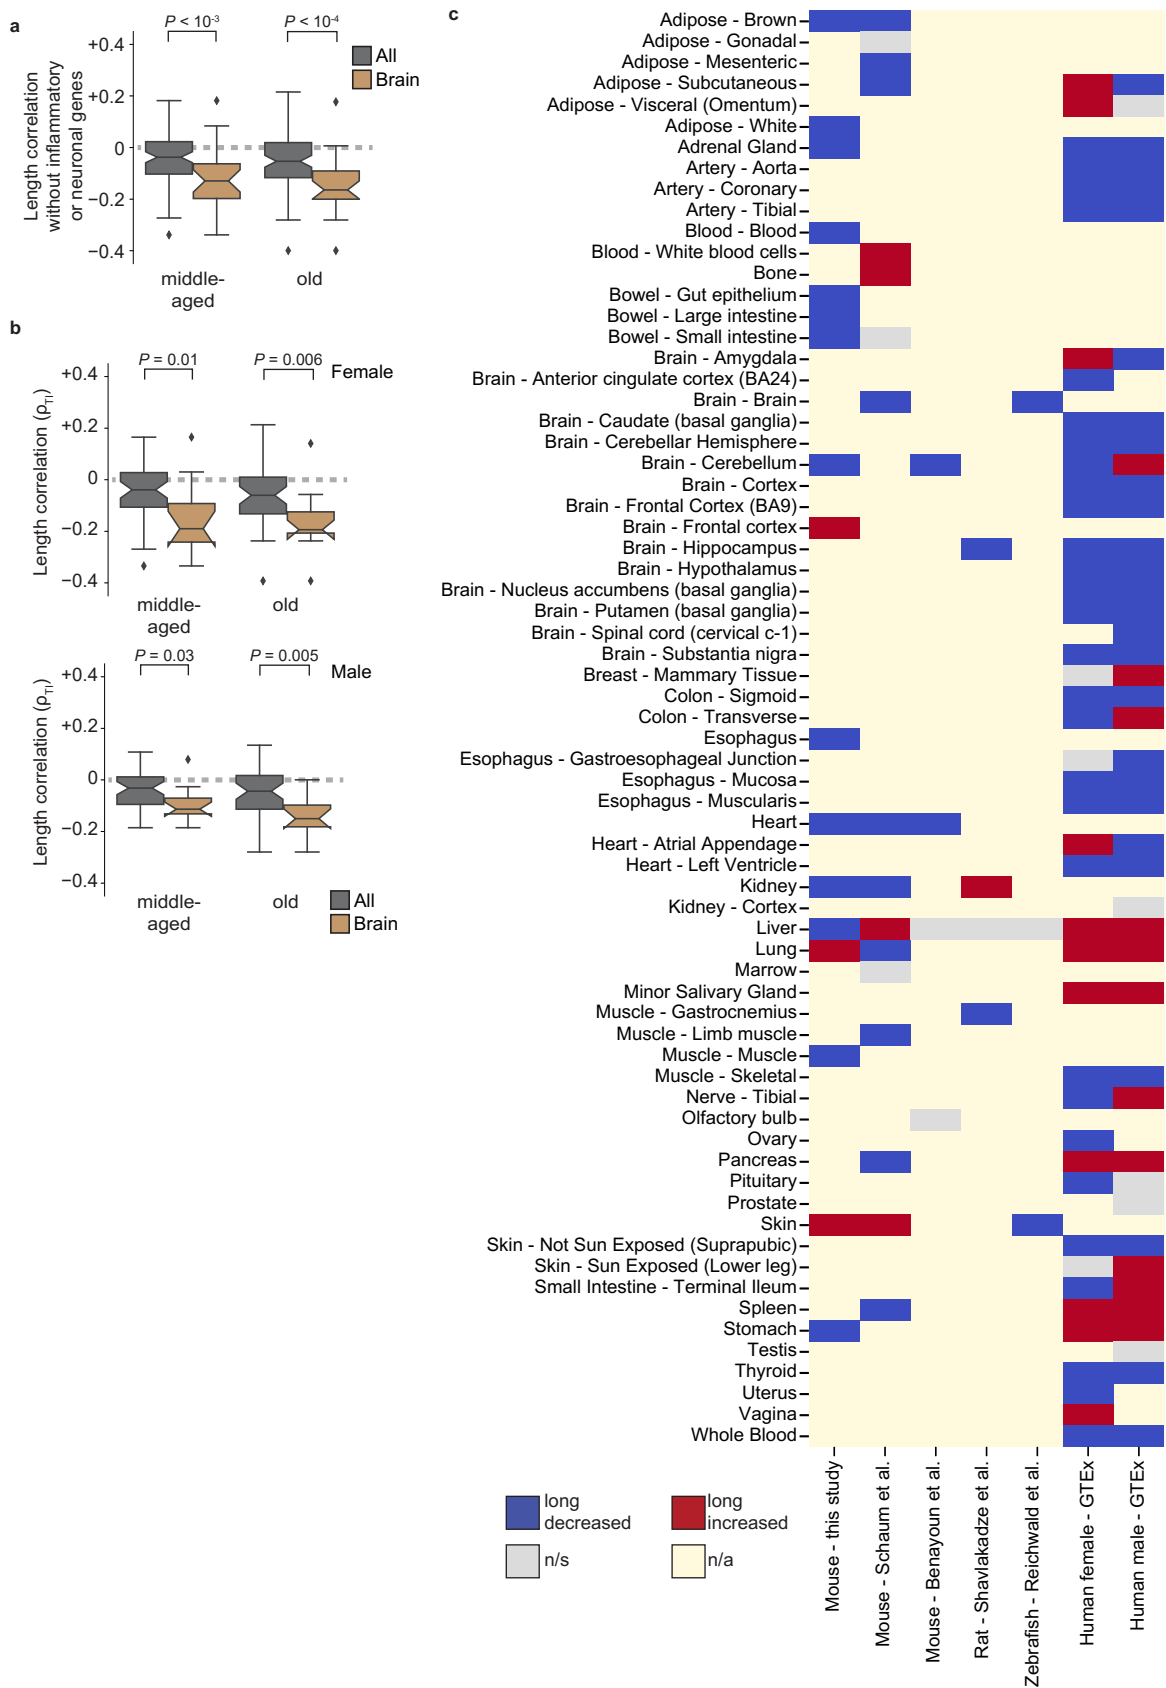 a
P < 10⁻³
P < 10⁻⁴
+0.4
+0.2
0
−0.2
−0.4
Length correlation
without inflammatory
or neuronal genes
All
Brain
middle-
aged
old
b
P = 0.01
P = 0.006
Female
+0.4
+0.2
0
−0.2
−0.4
Length correlation (ρTI)
middle-
aged
old
P = 0.03
P = 0.005
Male
+0.4
+0.2
0
−0.2
−0.4
Length correlation (ρTI)
middle-
aged
old
All
Brain
c
Adipose - Brown
Adipose - Gonadal
Adipose - Mesenteric
Adipose - Subcutaneous
Adipose - Visceral (Omentum)
Adipose - White
Adrenal Gland
Artery - Aorta
Artery - Coronary
Artery - Tibial
Blood - Blood
Blood - White blood cells
Bone
Bowel - Gut epithelium
Bowel - Large intestine
Bowel - Small intestine
Brain - Amygdala
Brain - Anterior cingulate cortex (BA24)
Brain - Brain
Brain - Caudate (basal ganglia)
Brain - Cerebellar Hemisphere
Brain - Cerebellum
Brain - Cortex
Brain - Frontal Cortex (BA9)
Brain - Frontal cortex
Brain - Hippocampus
Brain - Hypothalamus
Brain - Nucleus accumbens (basal ganglia)
Brain - Putamen (basal ganglia)
Brain - Spinal cord (cervical c-1)
Brain - Substantia nigra
Breast - Mammary Tissue
Colon - Sigmoid
Colon - Transverse
Esophagus
Esophagus - Gastroesophageal Junction
Esophagus - Mucosa
Esophagus - Muscularis
Heart
Heart - Atrial Appendage
Heart - Left Ventricle
Kidney
Kidney - Cortex
Liver
Lung
Marrow
Minor Salivary Gland
Muscle - Gastrocnemius
Muscle - Limb muscle
Muscle - Muscle
Muscle - Skeletal
Nerve - Tibial
Olfactory bulb
Ovary
Pancreas
Pituitary
Prostate
Skin
Skin - Not Sun Exposed (Suprapubic)
Skin - Sun Exposed (Lower leg)
Small Intestine - Terminal Ileum
Spleen
Stomach
Testis
Thyroid
Uterus
Vagina
Whole Blood
Mouse - this study
Mouse - Schaum et al.
Mouse - Benayoun et al.
Rat - Shavlakadze et al.
Zebrafish - Reichwald et al.
Human female - GTEx
Human male - GTEx
long
decreased
long
increased
n/s
n/a